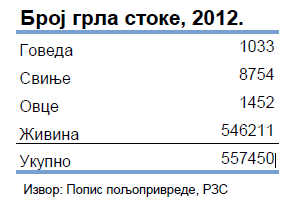 Број грла стоке, 2012.
Говеда 1033
Свиње 8754
Овце 1452
Живина 546211
Укупно 557450
Извор: Попис пољопривреде, РЗС